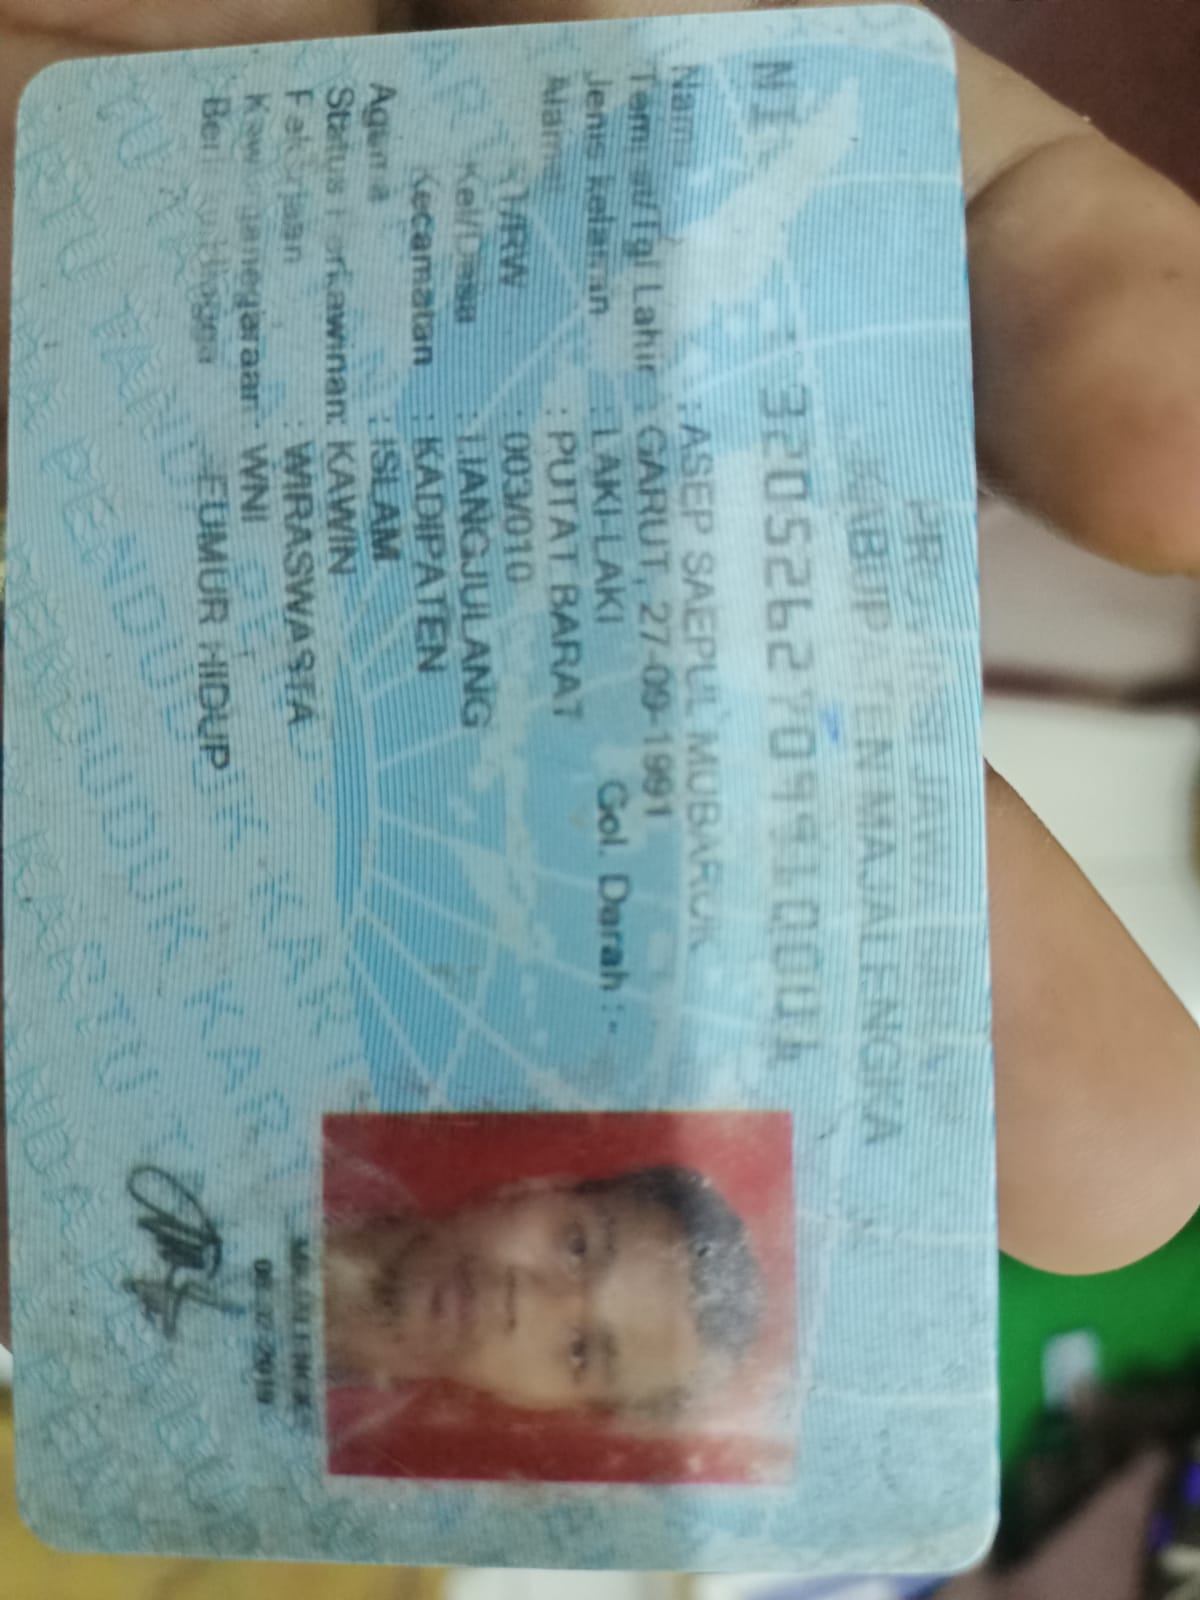 PROVINSI JAWA BARAT
KABUPATEN MAJALENGKA
NIK : 3205262709910004
Nama : ASEP SAEPUL MUBAROK
Tempat/Tgl Lahir : GARUT, 27-09-1991
Jenis kelamin : LAKI-LAKI Gol. Darah : -
Alamat : PUTAT BARAT
RT/RW : 003/010
Kel/Desa : LIANGJULANG
Kecamatan : KADIPATEN
Agama : ISLAM
Status Perkawinan: KAWIN
Pekerjaan : WIRASWASTA
Kewarganegaraan: WNI
Berlaku Hingga : SEUMUR HIDUP
MAJALENGKA
2019